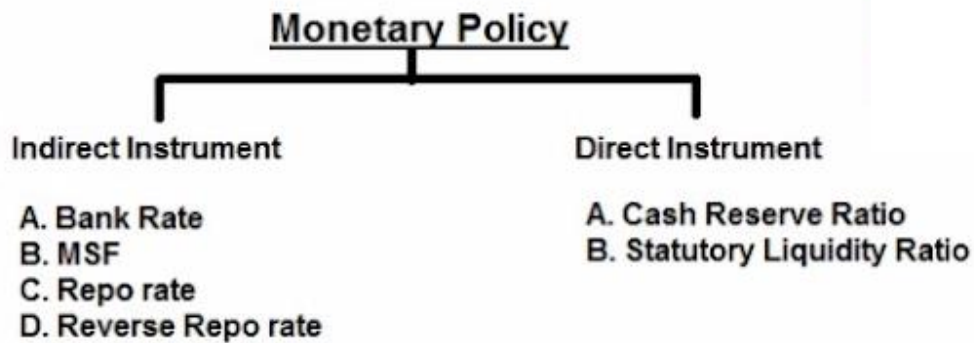 Monetary Policy
Indirect Instrument
A. Bank Rate
B. MSF
C. Repo rate
D. Reverse Repo rate
Direct Instrument
A. Cash Reserve Ratio
B. Statutory Liquidity Ratio